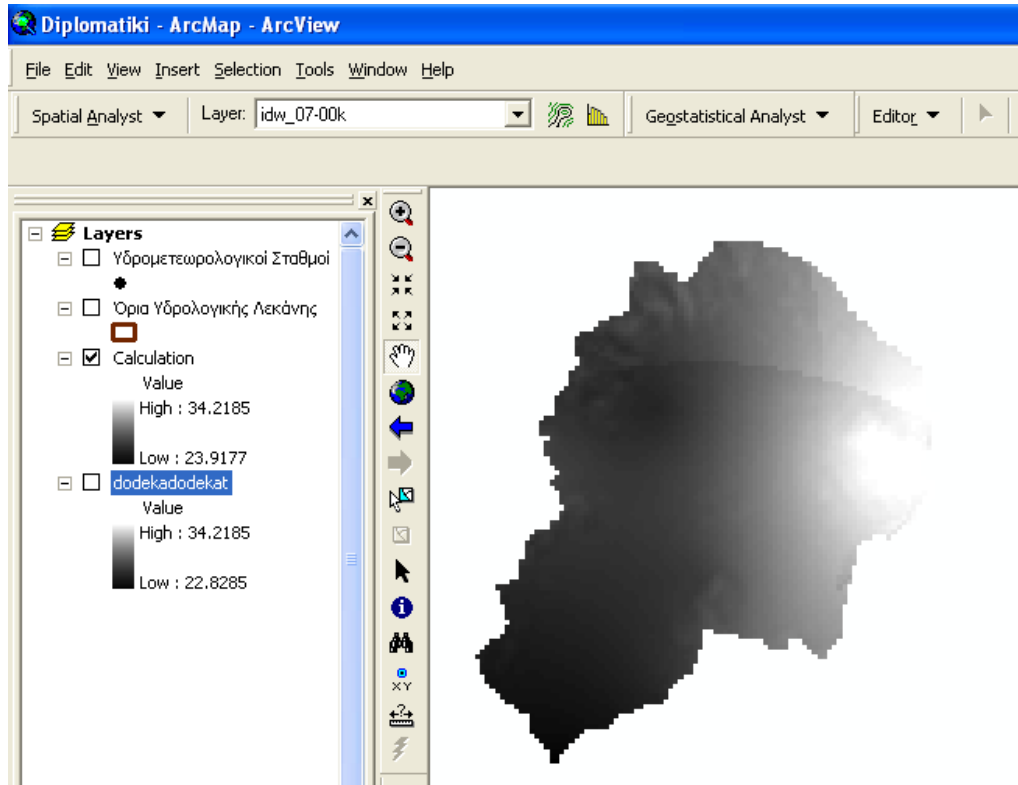 Diplomatiki - ArcMap - ArcView
File Edit View Insert Selection Tools Window Help
Spatial Analyst Layer: idw_07-00k Geostatistical Analyst Editor
Layers
Υδρομετεωρολογικοί Σταθμοί
Όρια Υδρολογικής Λεκάνης
Calculation
Value
High : 34.2185
Low : 23.9177
dodekadodekat
Value
High : 34.2185
Low : 22.8285
XY